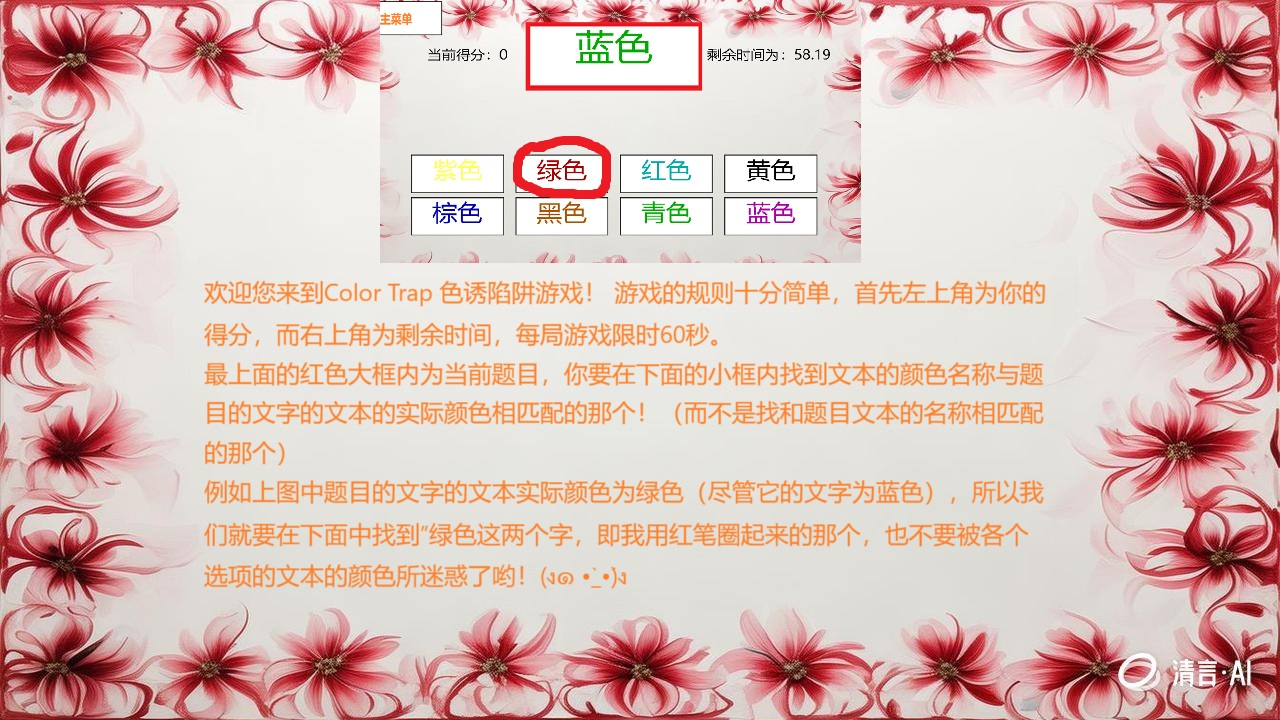 主菜单
当前得分：0
蓝色
剩余时间为：58.19
紫色 绿色 红色 黄色
棕色 黑色 青色 蓝色
欢迎您来到Color Trap 色诱陷阱游戏！ 游戏的规则十分简单，首先左上角为你的
得分，而右上角为剩余时间，每局游戏限时60秒。
最上面的红色大框内为当前题目，你要在下面的小框内找到文本的颜色名称与题
目的文字的文本的实际颜色相匹配的那个！（而不是找和题目文本的名称相匹配
的那个）
例如上图中题目的文字的文本实际颜色为绿色（尽管它的文字为蓝色），所以我
们就要在下面中找到"绿色这两个字，即我用红笔圈起来的那个，也不要被各个
选项的文本的颜色所迷惑了哟！(ง๑ •̀_•́)ง
清言·AI